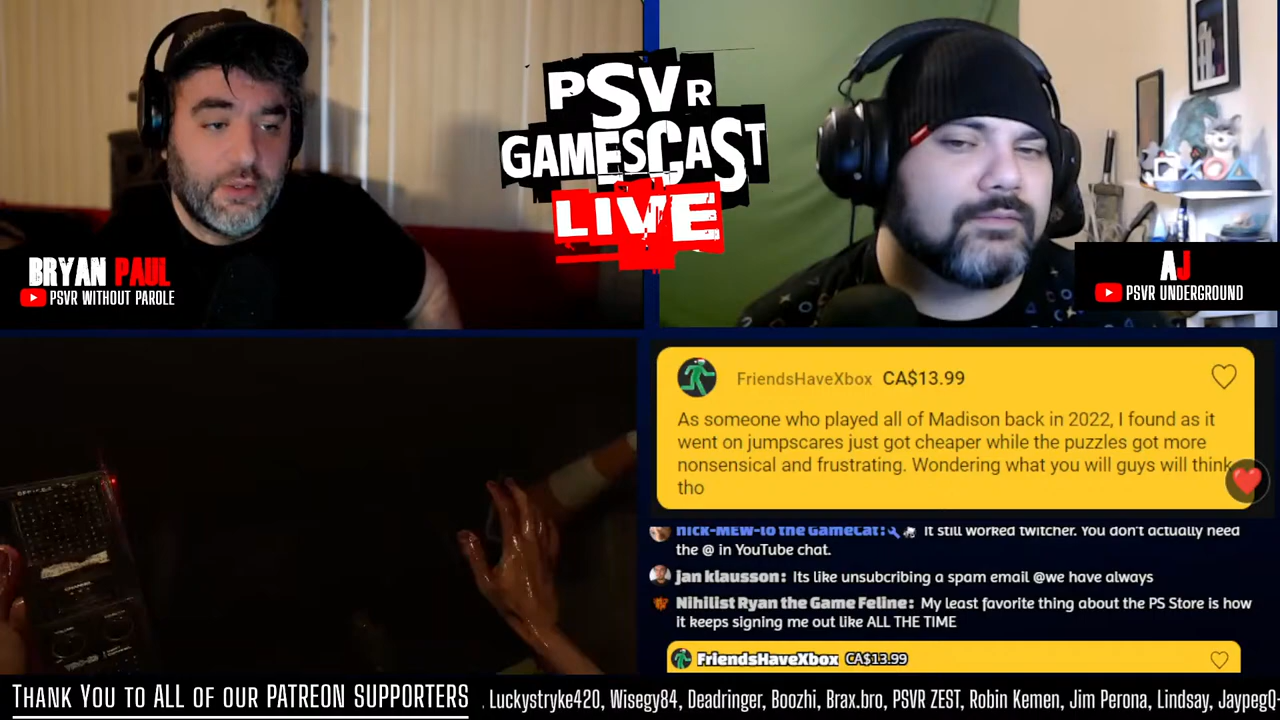 PSVR
GAMESCAST
LIVE
BRYAN PAUL
PSVR WITHOUT PAROLE
AJ
PSVR UNDERGROUND
FriendsHaveXbox CA$13.99
As someone who played all of Madison back in 2022, I found as it
went on jumpscares just got cheaper while the puzzles got more
nonsensical and frustrating. Wondering what you will guys will think
tho
nick-MEW-lo the GameCat: It still worked twitcher. You don't actually need
the @ in YouTube chat.
Jan klausson: Its like unsubcribing a spam email @we have always
Nihilist Ryan the Game Feline: My least favorite thing about the PS Store is how
it keeps signing me out like ALL THE TIME
FriendsHaveXbox CA$13.99
THANK YOU TO ALL OF OUR PATREON SUPPORTERS
. Luckystryke420, Wisegy84, Deadringer, Boozhi, Brax.bro, PSVR ZEST, Robin Kemen, Jim Perona, Lindsay, JaypegQ